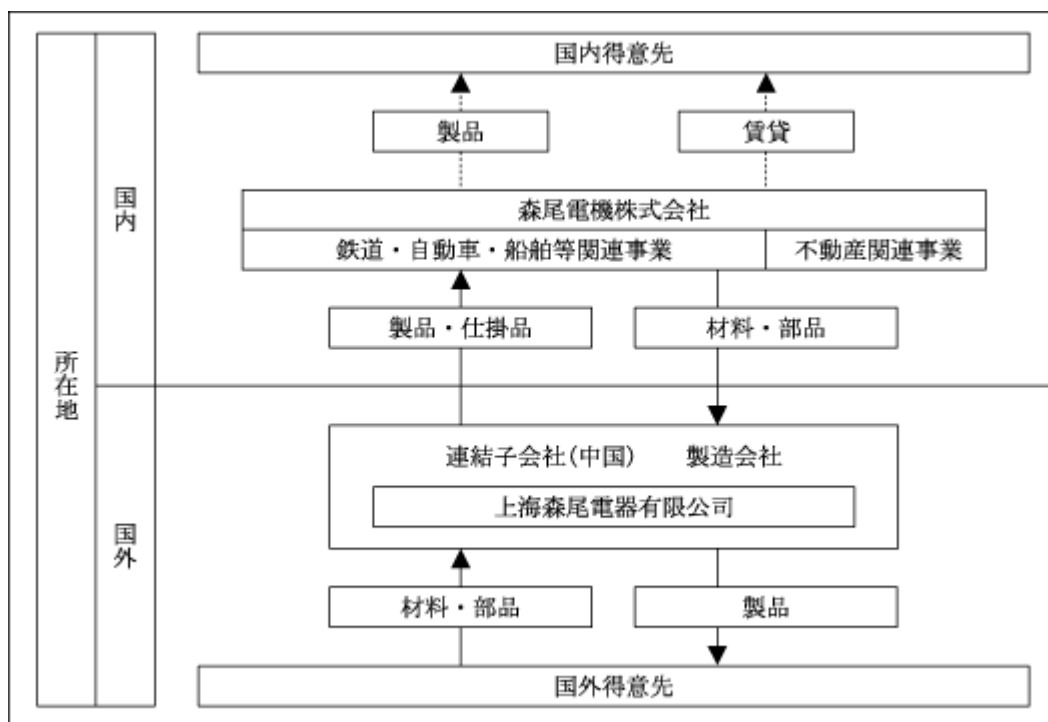 所在地
国内
国内得意先
製品
賃貸
森尾電機株式会社
鉄道・自動車・船舶等関連事業
不動産関連事業
製品・仕掛品
材料・部品
国外
連結子会社(中国) 製造会社
上海森尾電器有限公司
材料・部品
製品
国外得意先